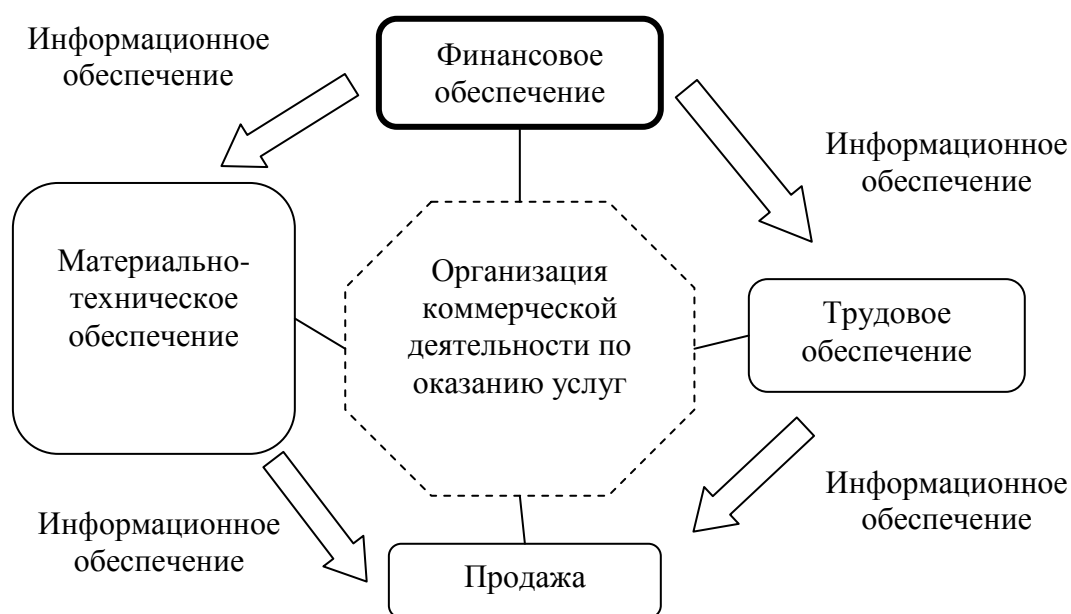 Информационное
обеспечение
Финансовое
обеспечение
Информационное
обеспечение
Материально-
техническое
обеспечение
Организация
коммерческой
деятельности по
оказанию услуг
Трудовое
обеспечение
Информационное
обеспечение
Информационное
обеспечение
Продажа